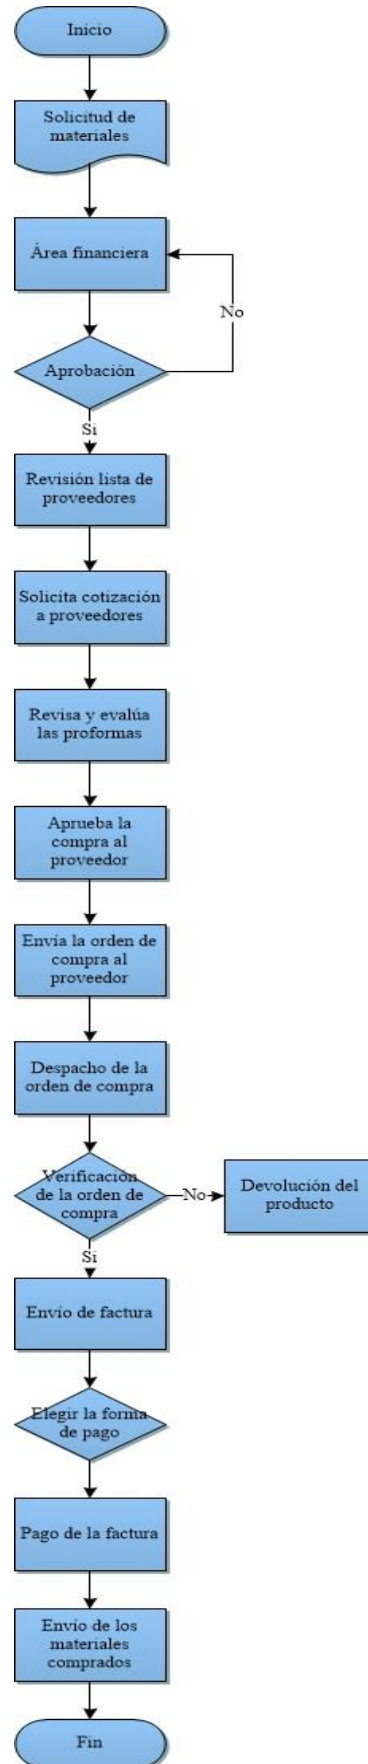 Inicio
Solicitud de
materiales
Área financiera
No
Aprobación
Si
Revisión lista de
proveedores
Solicita cotización
a proveedores
Revisa y evalúa
las proformas
Aprueba la
compra al
proveedor
Envía la orden de
compra al
proveedor
Despacho de la
orden de compra
Verificación
de la orden de
compra
No
Devolución del
producto
Si
Envío de factura
Elegir la forma
de pago
Pago de la factura
Envío de los
materiales
comprados
Fin